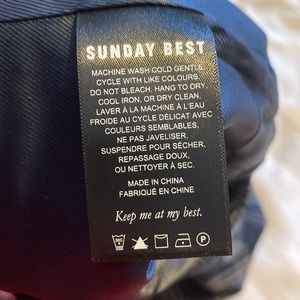 SUNDAY BEST
MACHINE WASH COLD GENTLE
CYCLE WITH LIKE COLOURS.
DO NOT BLEACH. HANG TO DRY.
COOL IRON, OR DRY CLEAN.
LAVER À LA MACHINE À L'EAU
FROIDE AU CYCLE DÉLICAT AVEC
COULEURS SEMBLABLES,
NE PAS JAVELISER,
SUSPENDRE POUR SÉCHER,
REPASSAGE DOUX,
OU NETTOYER À SEC.
MADE IN CHINA
FABRIQUÉ EN CHINE
Keep me at my best.